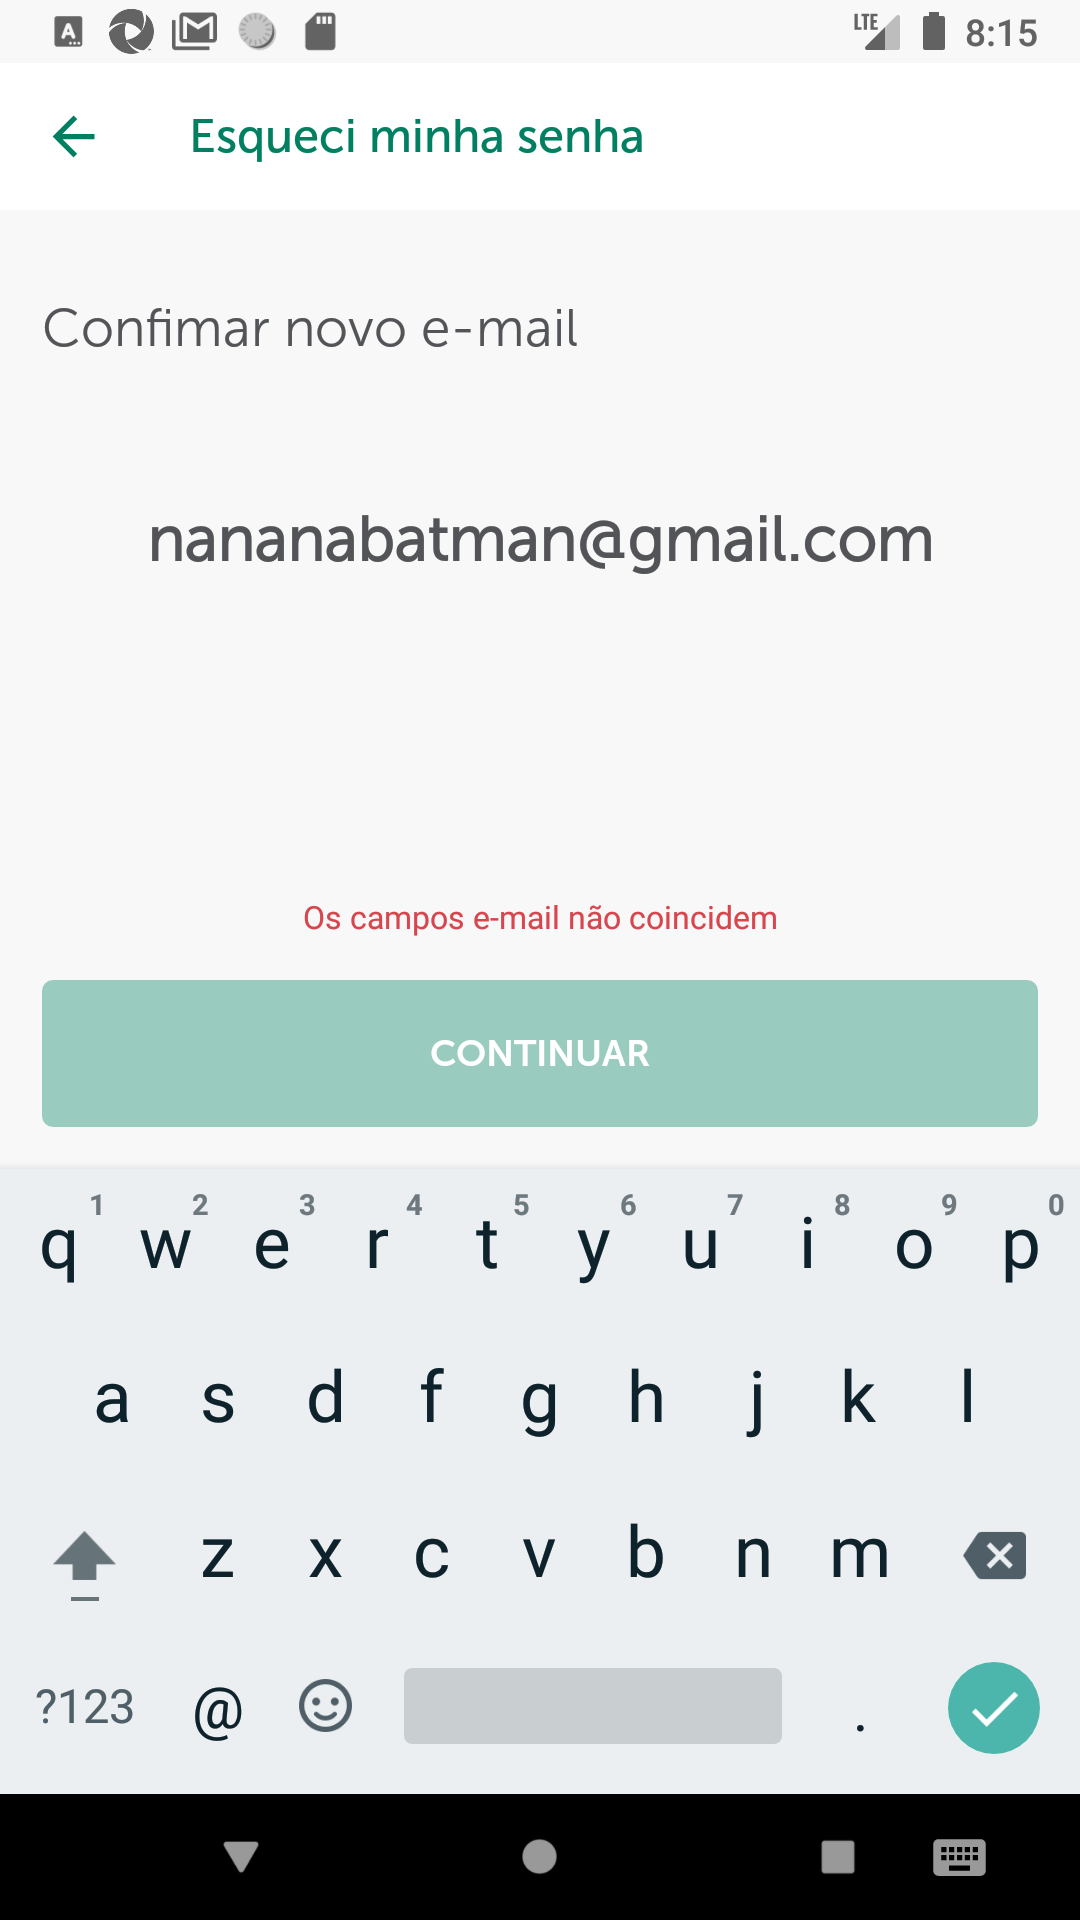 LTE 8:15
Esqueci minha senha
Confimar novo e-mail
nananabatman@gmail.com
Os campos e-mail não coincidem
CONTINUAR
1 2 3 4 5 6 7 8 9 0
q w e r t y u i o p
a s d f g h j k l
z x c v b n m
?123 @ .